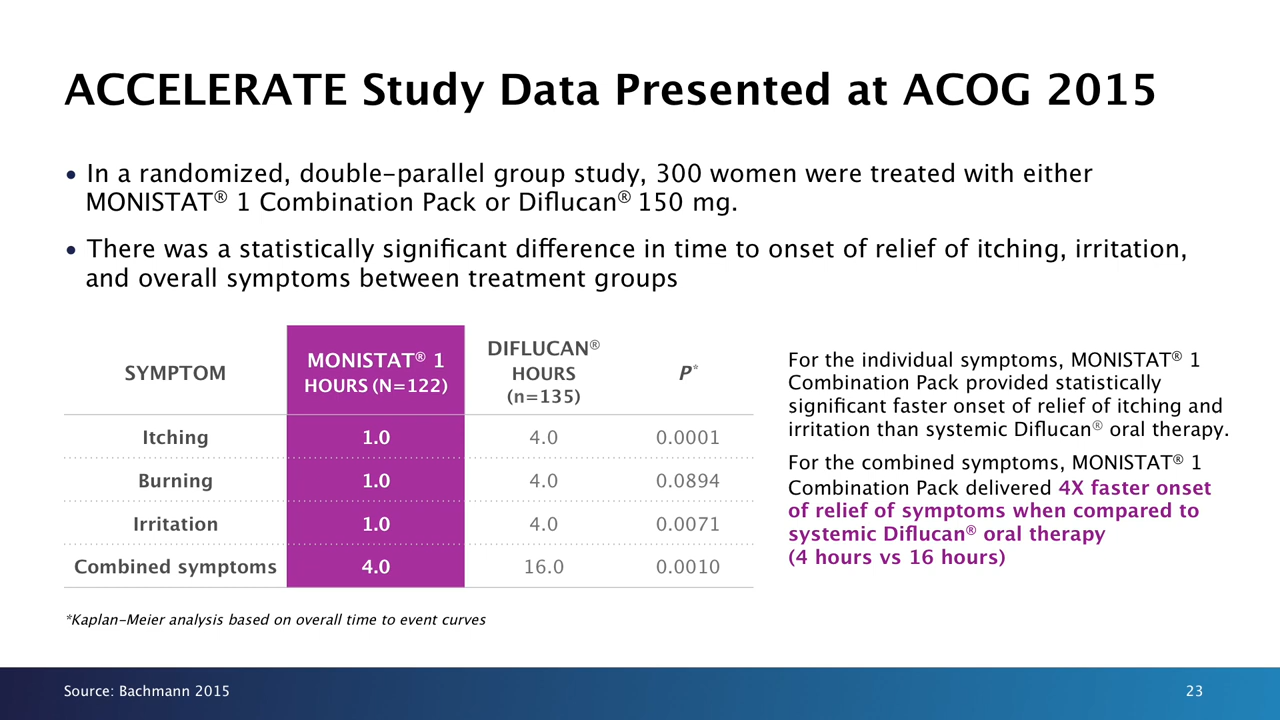 ACCELERATE Study Data Presented at ACOG 2015
• In a randomized, double-parallel group study, 300 women were treated with either
MONISTAT® 1 Combination Pack or Diflucan® 150 mg.
• There was a statistically significant difference in time to onset of relief of itching, irritation,
and overall symptoms between treatment groups
SYMPTOM MONISTAT® 1 HOURS (N=122) DIFLUCAN® HOURS (n=135) P*
Itching 1.0 4.0 0.0001
Burning 1.0 4.0 0.0894
Irritation 1.0 4.0 0.0071
Combined symptoms 4.0 16.0 0.0010
*Kaplan-Meier analysis based on overall time to event curves
For the individual symptoms, MONISTAT® 1
Combination Pack provided statistically
significant faster onset of relief of itching and
irritation than systemic Diflucan® oral therapy.
For the combined symptoms, MONISTAT® 1
Combination Pack delivered 4X faster onset
of relief of symptoms when compared to
systemic Diflucan® oral therapy
(4 hours vs 16 hours)
Source: Bachmann 2015
23